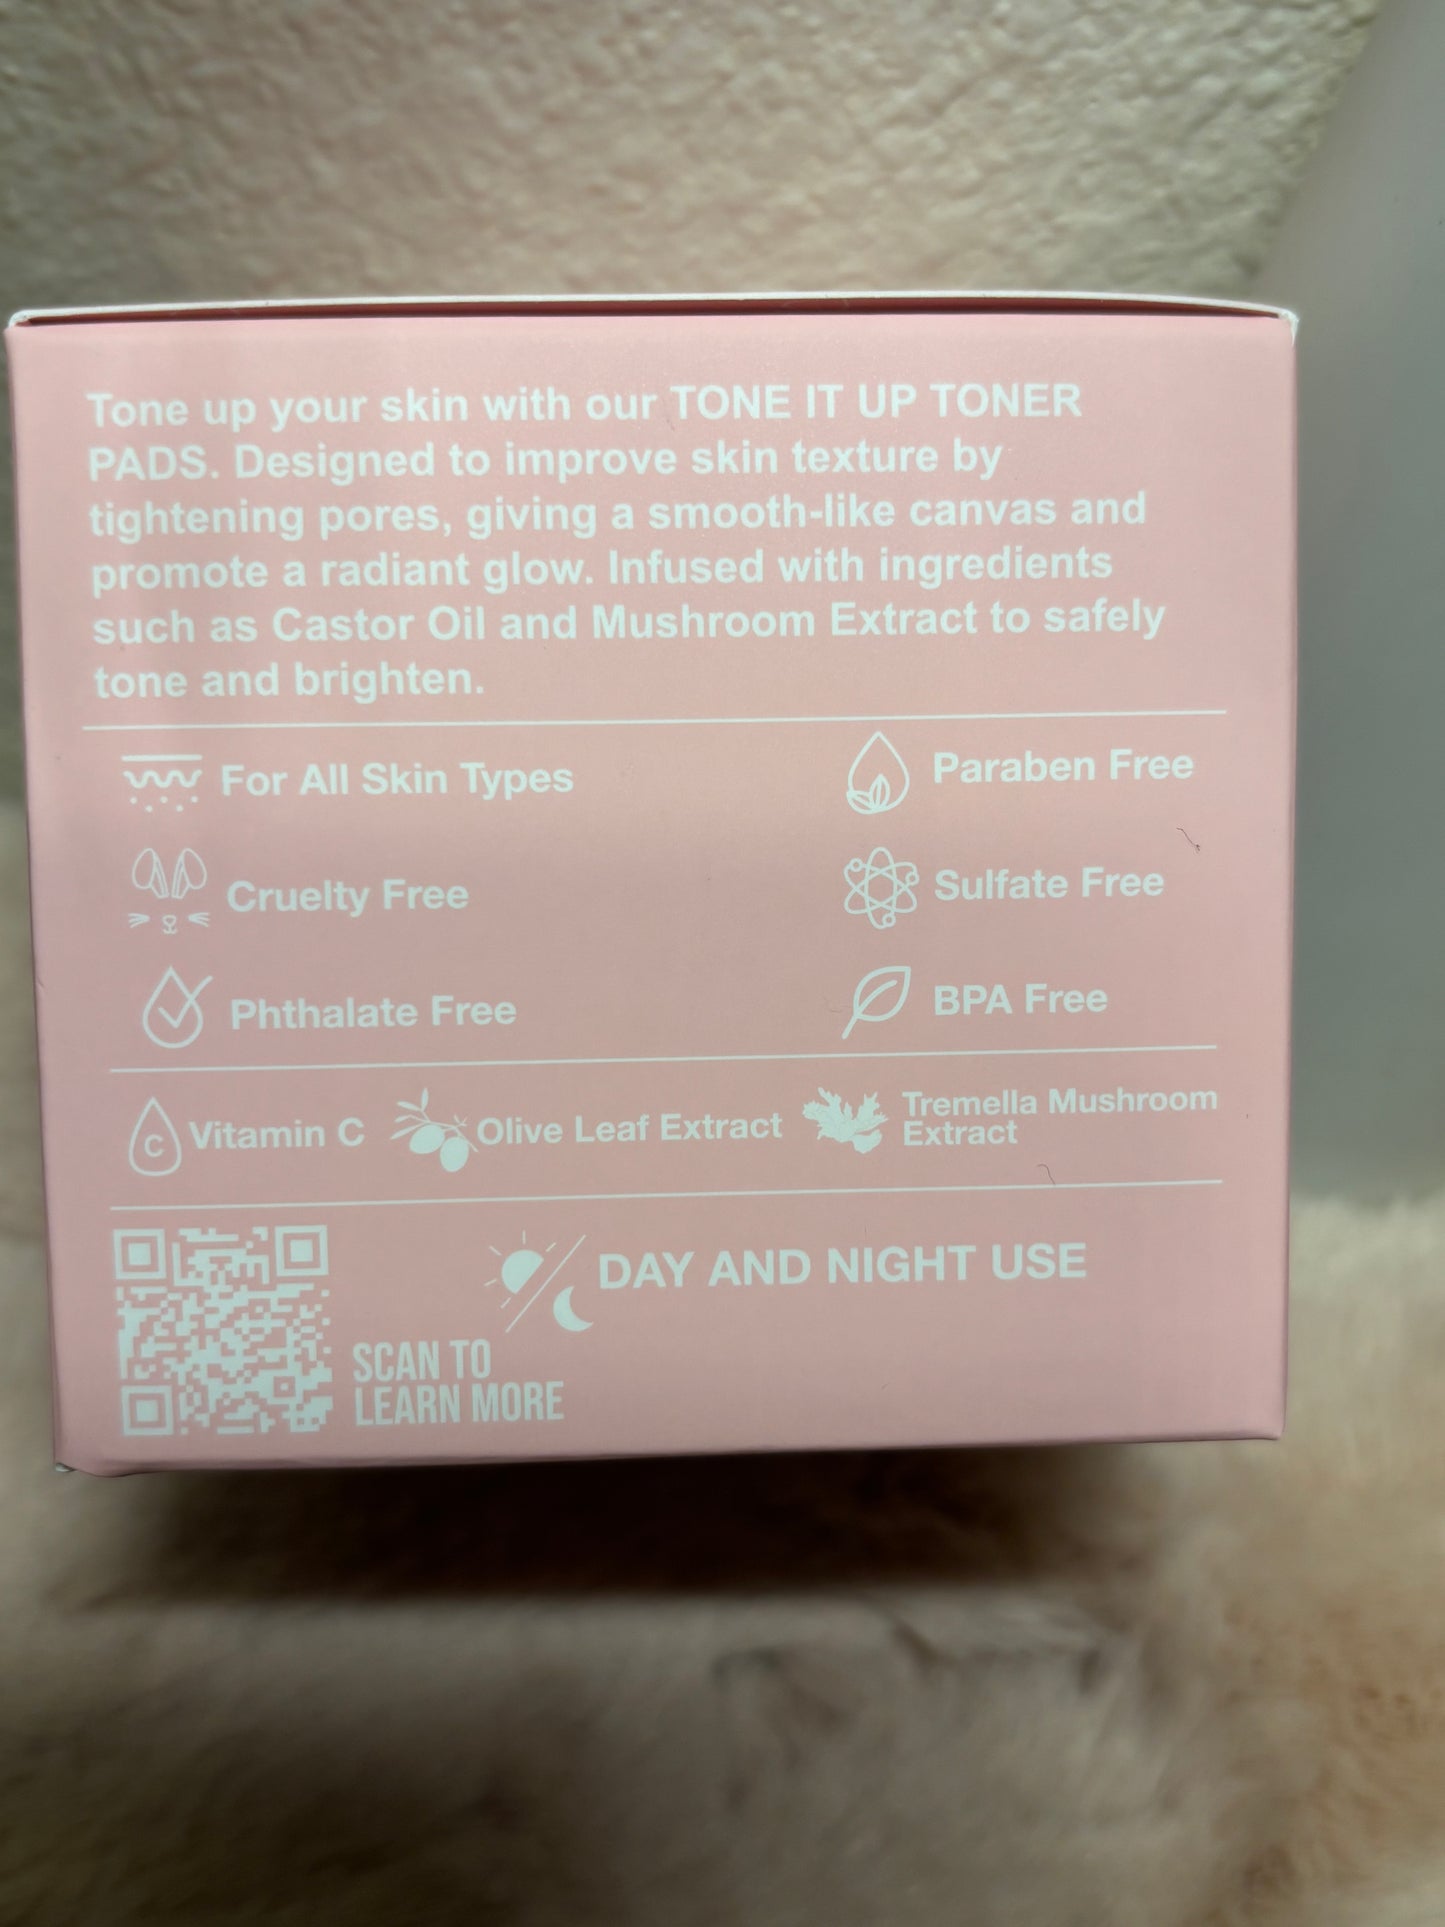 Tone up your skin with our TONE IT UP TONER
PADS. Designed to improve skin texture by
tightening pores, giving a smooth-like canvas and
promote a radiant glow. Infused with ingredients
such as Castor Oil and Mushroom Extract to safely
tone and brighten.
For All Skin Types
Paraben Free
Cruelty Free
Sulfate Free
Phthalate Free
BPA Free
C
Vitamin C
Olive Leaf Extract
Tremella Mushroom
Extract
DAY AND NIGHT USE
SCAN TO
LEARN MORE